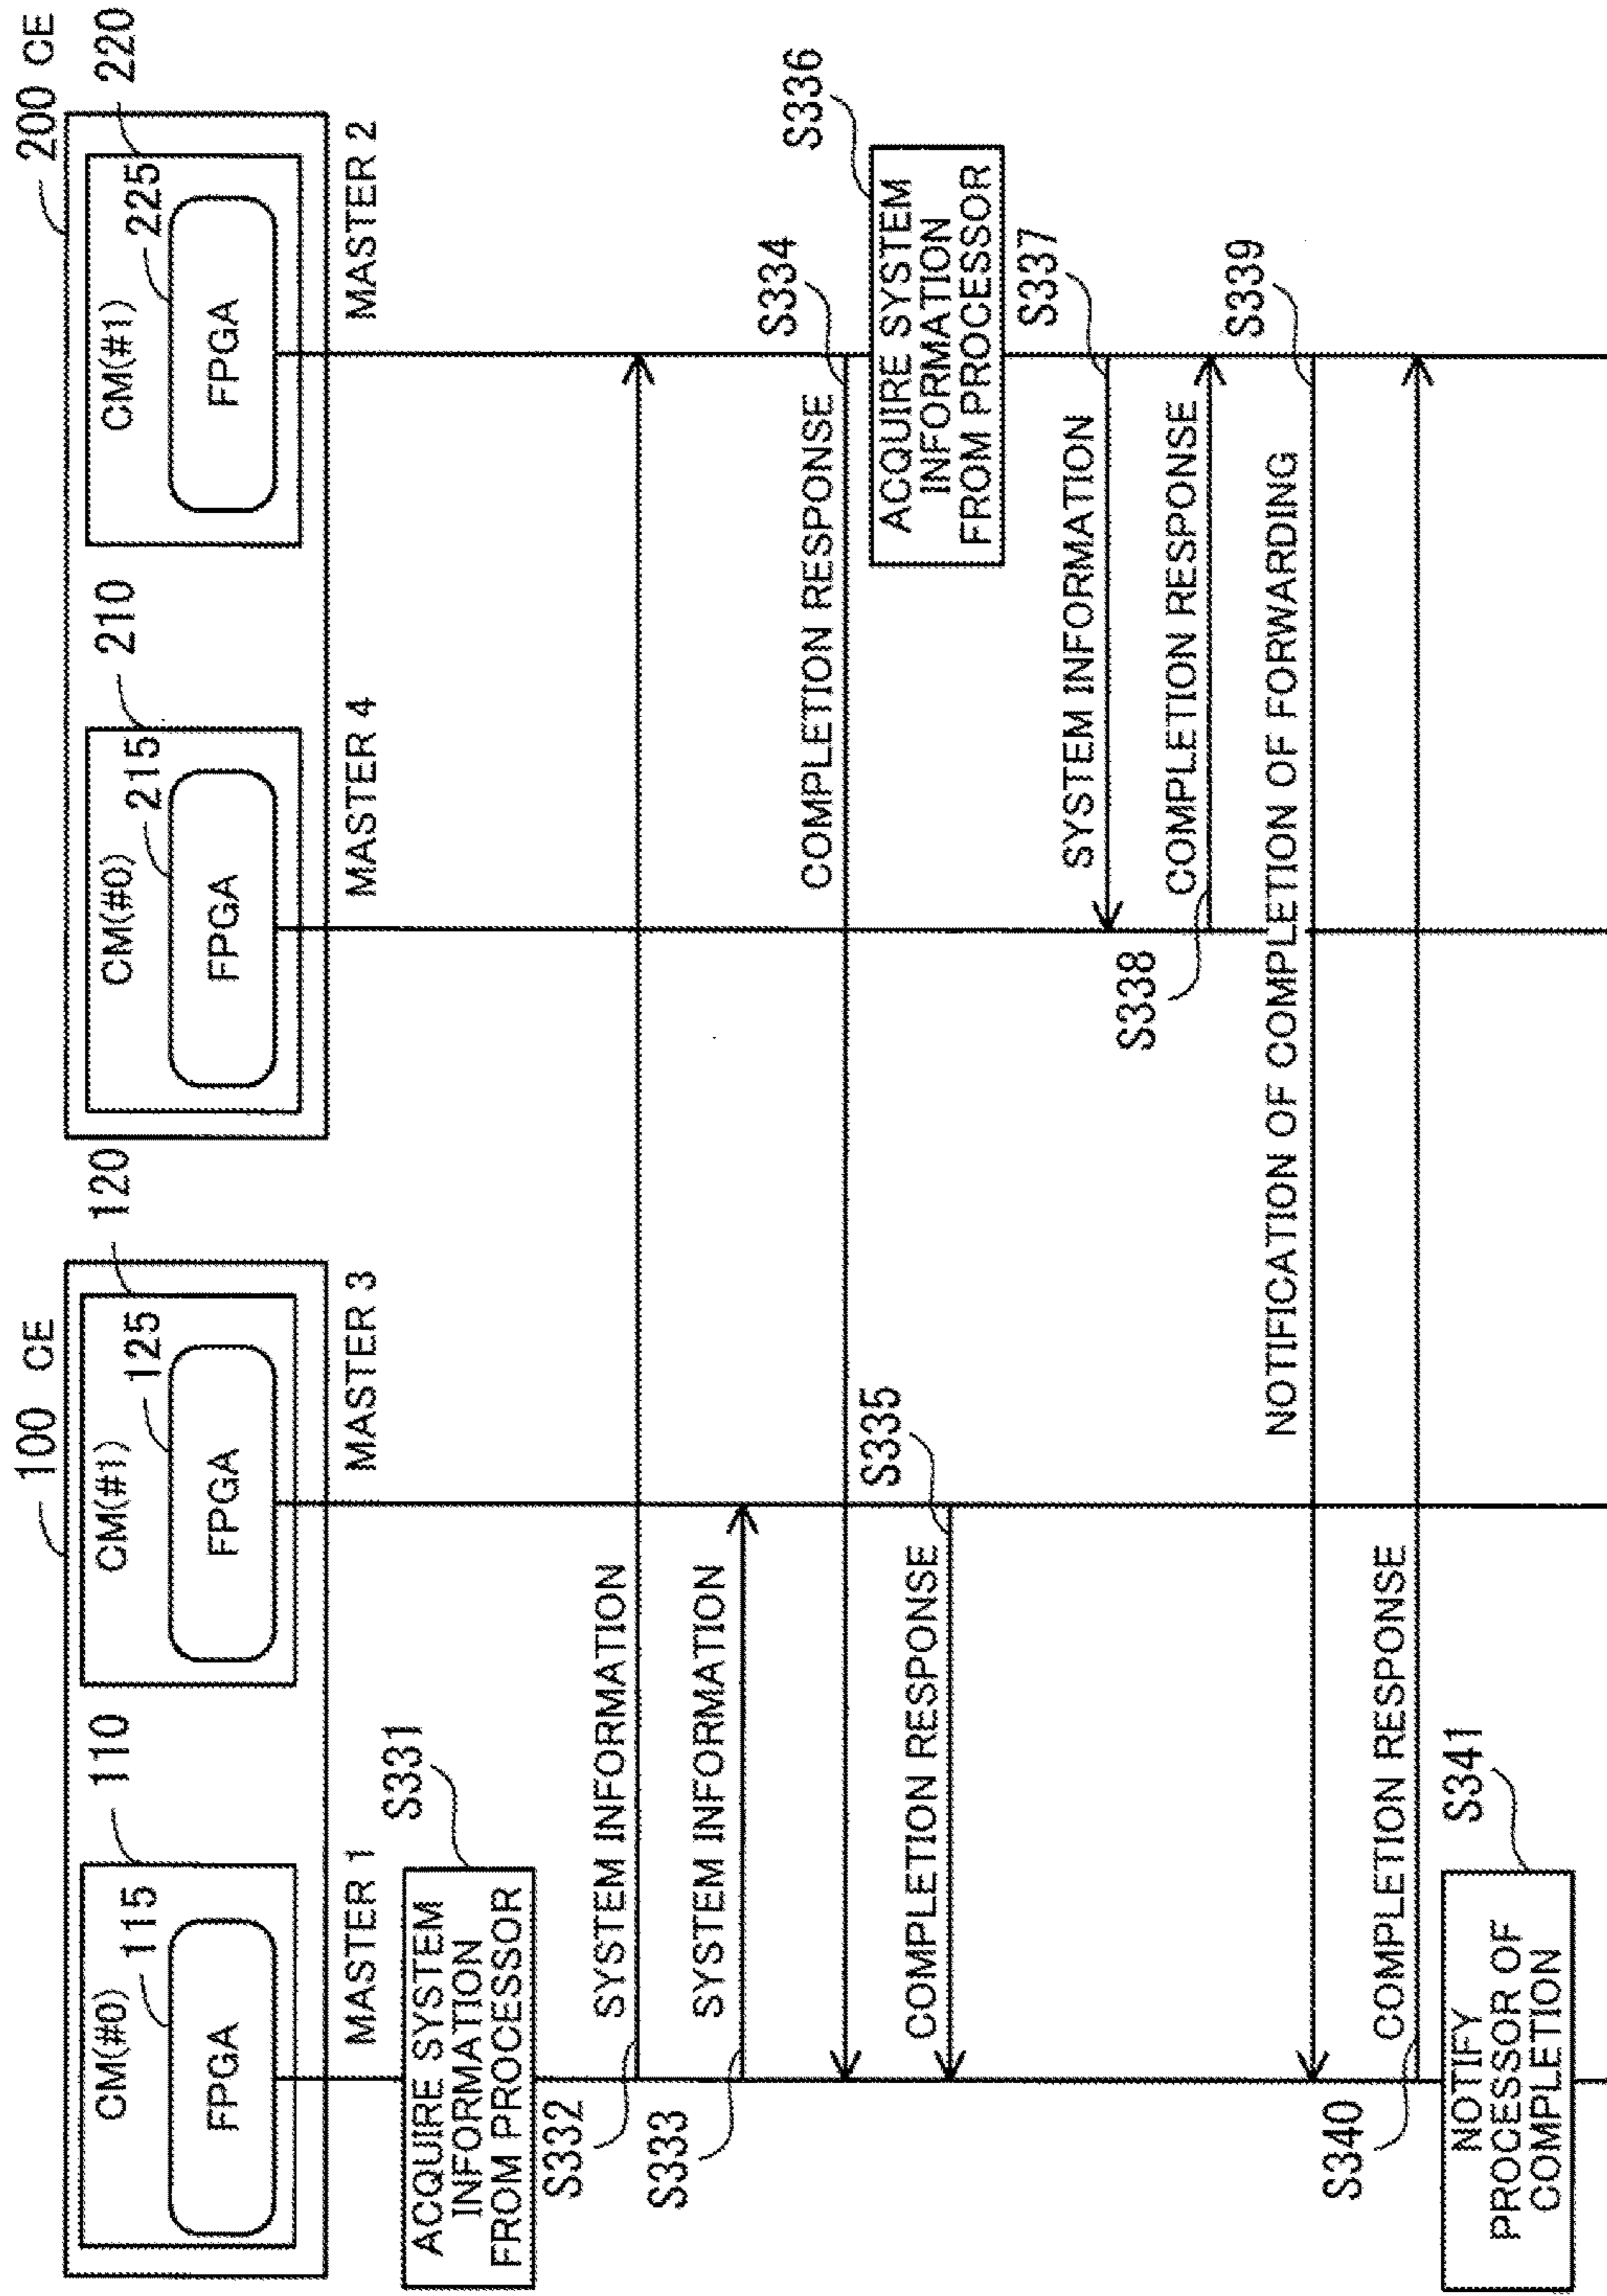 100 CE
200 CE
110
120
210
220
CM(#0)
115
FPGA
CM(#1)
125
FPGA
CM(#0)
215
FPGA
CM(#1)
225
FPGA
MASTER 1
MASTER 3
MASTER 4
MASTER 2
S331
ACQUIRE SYSTEM
INFORMATION
FROM PROCESSOR
S332
SYSTEM INFORMATION
S333
SYSTEM INFORMATION
S334
COMPLETION RESPONSE
S335
COMPLETION RESPONSE
S336
ACQUIRE SYSTEM
INFORMATION
FROM PROCESSOR
S337
SYSTEM INFORMATION
S338
COMPLETION RESPONSE
S339
NOTIFICATION OF COMPLETION OF FORWARDING
S340
COMPLETION RESPONSE
S341
NOTIFY
PROCESSOR OF
COMPLETION